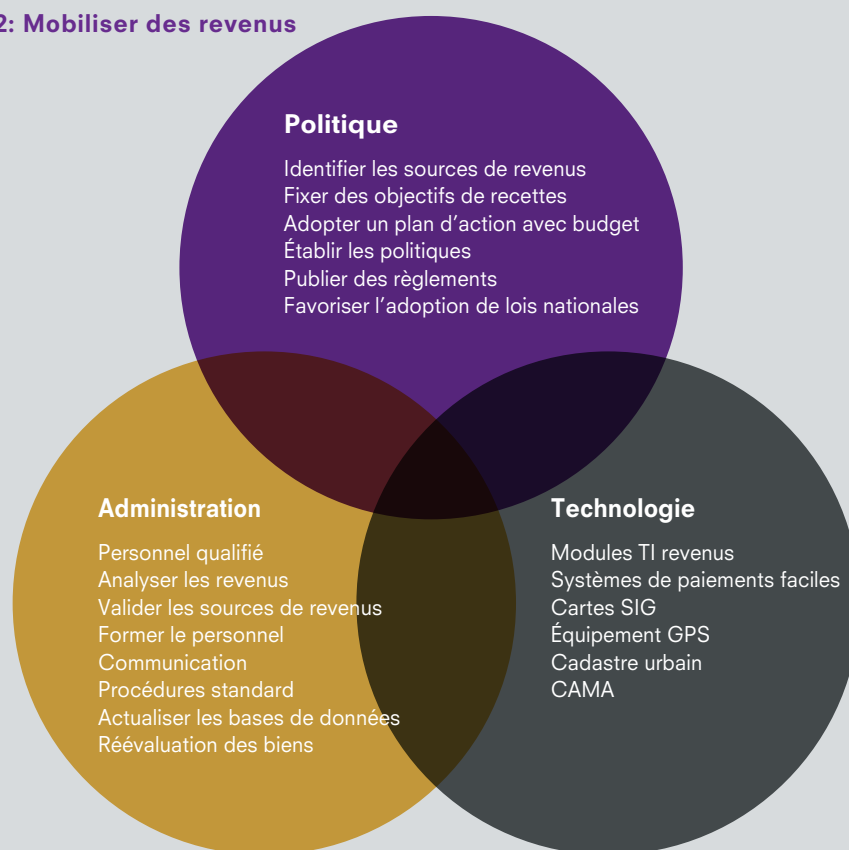 2: Mobiliser des revenus
Politique
Identifier les sources de revenus
Fixer des objectifs de recettes
Adopter un plan d'action avec budget
Établir les politiques
Publier des règlements
Favoriser l'adoption de lois nationales
Administration
Personnel qualifié
Analyser les revenus
Valider les sources de revenus
Former le personnel
Communication
Procédures standard
Actualiser les bases de données
Réévaluation des biens
Technologie
Modules TI revenus
Systèmes de paiements faciles
Cartes SIG
Équipement GPS
Cadastre urbain
CAMA